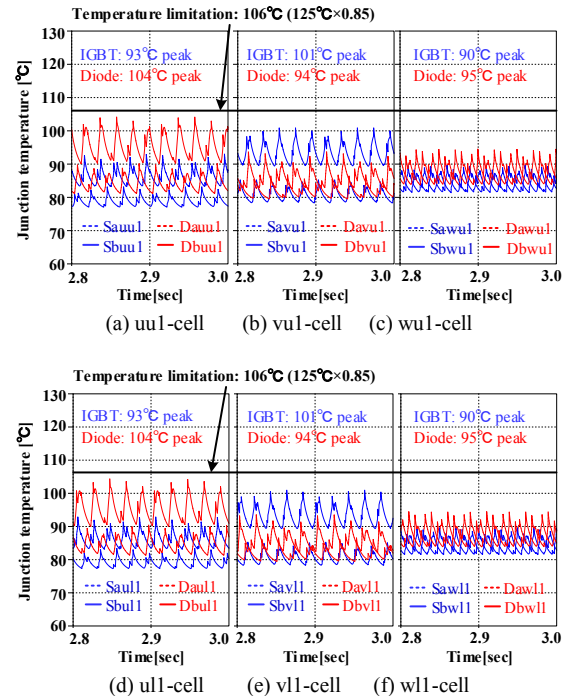 Temperature limitation: 106℃ (125℃×0.85)
Junction temperature [℃]
130
120
110
100
90
80
70
60
IGBT: 93℃ peak
Diode: 104℃ peak
IGBT: 101℃ peak
Diode: 94℃ peak
IGBT: 90℃ peak
Diode: 95℃ peak
Sauu1 Dauu1
Sbuu1 Dbuu1
Savu1 Davu1
Sbvu1 Dbvu1
Sawu1 Dawu1
Sbwu1 Dbwu1
2.8 2.9 3.0 2.8 2.9 3.0 2.8 2.9 3.0
Time[sec] Time[sec] Time[sec]
(a) uu1-cell (b) vu1-cell (c) wu1-cell
Temperature limitation: 106℃ (125℃×0.85)
Junction temperature [℃]
130
120
110
100
90
80
70
60
IGBT: 93℃ peak
Diode: 104℃ peak
IGBT: 101℃ peak
Diode: 94℃ peak
IGBT: 90℃ peak
Diode: 95℃ peak
Saul1 Daul1
Sbul1 Dbul1
Savl1 Davl1
Sbvl1 Dbvl1
Sawl1 Dawl1
Sbwl1 Dbwl1
2.8 2.9 3.0 2.8 2.9 3.0 2.8 2.9 3.0
Time[sec] Time[sec] Time[sec]
(d) ul1-cell (e) vl1-cell (f) wl1-cell